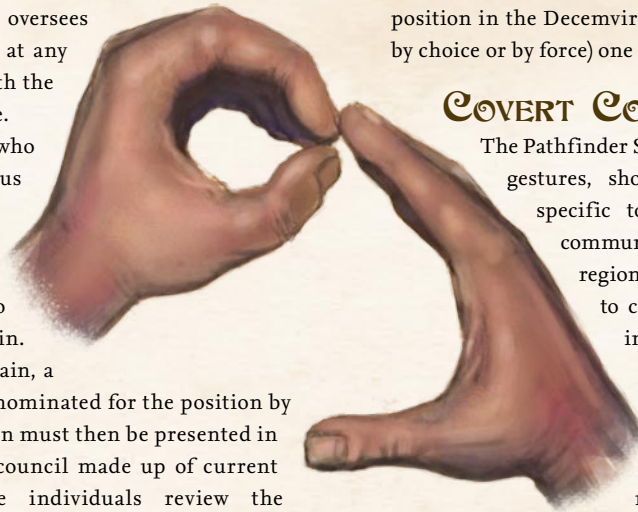 oversees
at any
th the
e.
who
us
o
in.
ain, a
nominated for the position by
n must then be presented in
council made up of current
e individuals review the
position in the Decemvir
by choice or by force) one
Covert Co
The Pathfinder S
gestures, sho
specific to
commun
region
to c
in